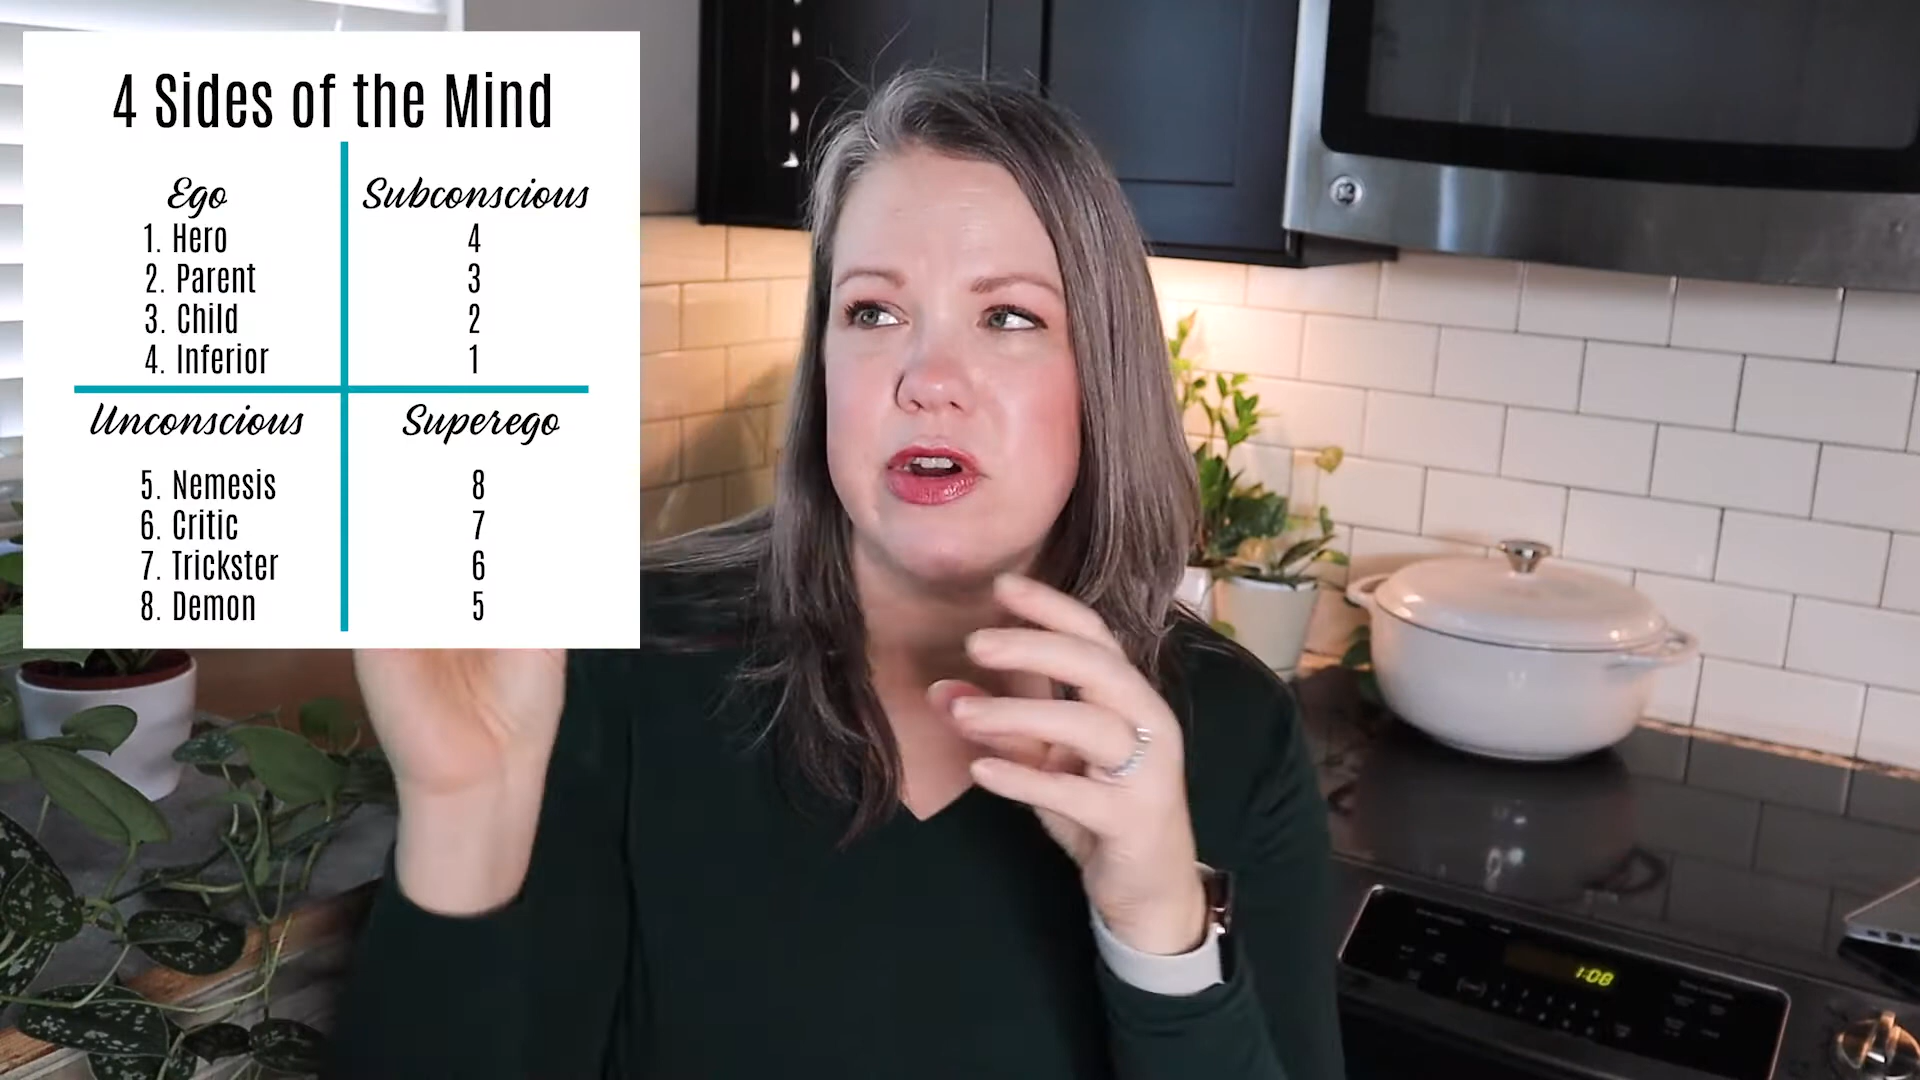 4 Sides of the Mind
Ego
1. Hero
2. Parent
3. Child
4. Inferior
Subconscious
4
3
2
1
Unconscious
5. Nemesis
6. Critic
7. Trickster
8. Demon
Superego
8
7
6
5
1:08